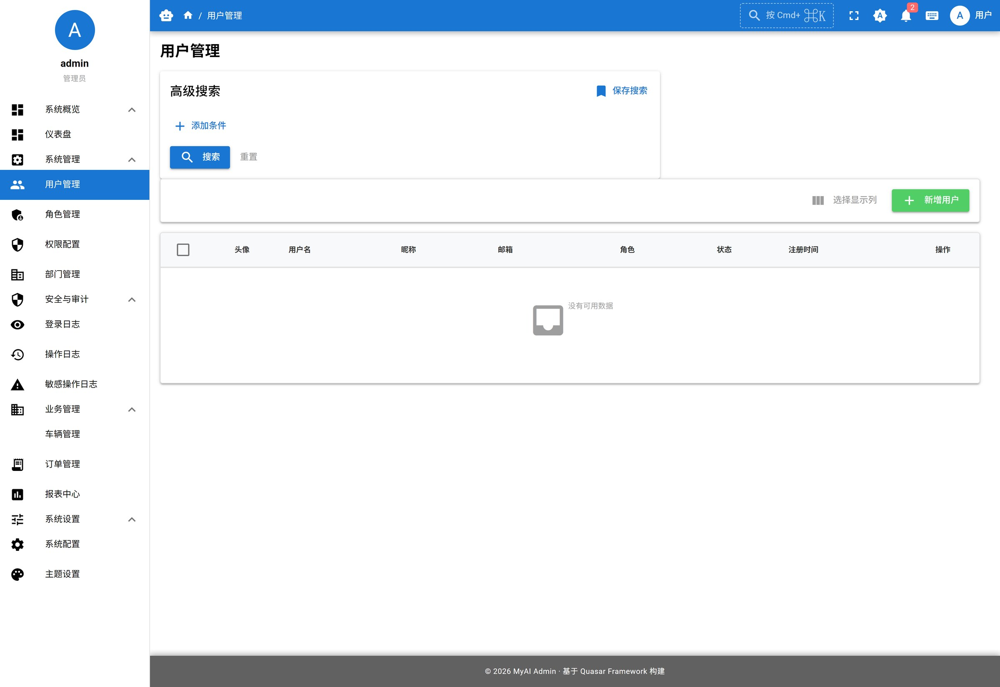 A
admin
管理员
系统概览
仪表盘
系统管理
用户管理
角色管理
权限配置
部门管理
安全与审计
登录日志
操作日志
敏感操作日志
业务管理
车辆管理
订单管理
报表中心
系统设置
系统配置
主题设置
/ 用户管理
按 Cmd+ ⌘K
A
2
A 用户
用户管理
高级搜索
保存搜索
添加条件
搜索 重置
选择显示列 新增用户
头像 用户名 昵称 邮箱 角色 状态 注册时间 操作
没有可用数据
© 2026 MyAI Admin · 基于 Quasar Framework 构建